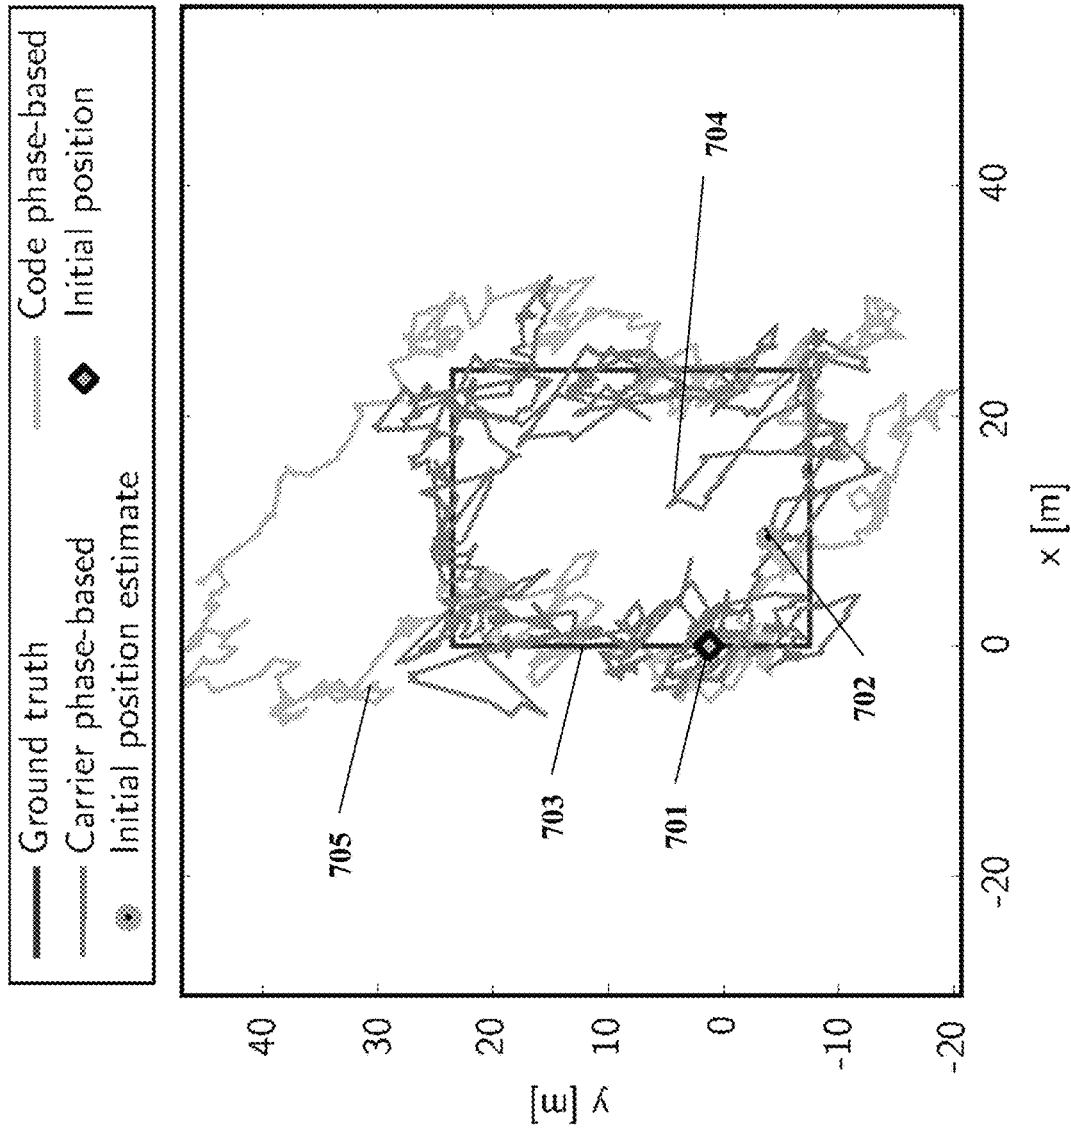 Ground truth
Code phase-based
Carrier phase-based
Initial position
Initial position estimate
40
30
20
10
0
-10
-20
y [m]
-20
0
20
40
x [m]
701
702
703
704
705